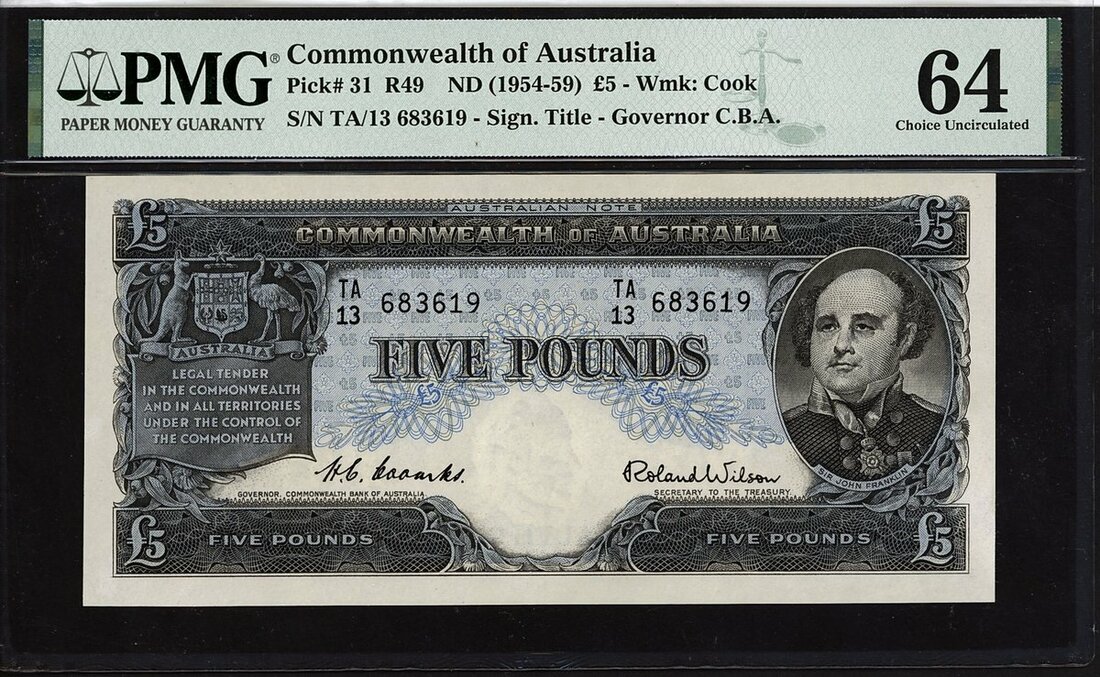 PMG®
PAPER MONEY GUARANTY
Commonwealth of Australia
Pick# 31 R49 ND (1954-59) £5 - Wmk: Cook
S/N TA/13 683619 - Sign. Title - Governor C.B.A.
64
Choice Uncirculated
AUSTRALIAN NOTE
£5 £5
COMMONWEALTH OF AUSTRALIA
TA
13 683619
TA
13 683619
FIVE POUNDS
£5 £5
AUSTRALIA
LEGAL TENDER
IN THE COMMONWEALTH
AND IN ALL TERRITORIES
UNDER THE CONTROL OF
THE COMMONWEALTH
SIR JOHN FRANKLIN
Roland Wilson
GOVERNOR. COMMONWEALTH BANK OF AUSTRALIA
SECRETARY TO THE TREASURY.
£5 FIVE POUNDS
FIVE POUNDS £5